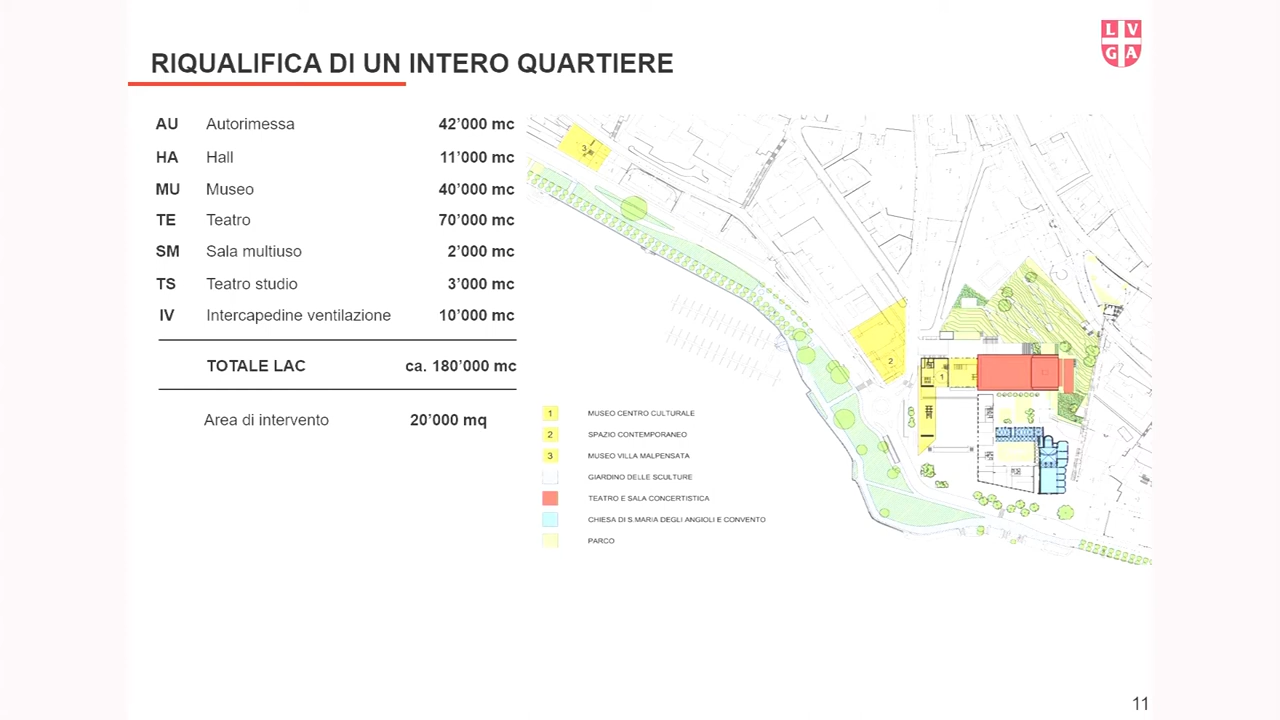 LVGA
RIQUALIFICA DI UN INTERO QUARTIERE
AU Autorimessa 42’000 mc
HA Hall 11’000 mc
MU Museo 40’000 mc
TE Teatro 70’000 mc
SM Sala multiuso 2’000 mc
TS Teatro studio 3’000 mc
IV Intercapedine ventilazione 10’000 mc
TOTALE LAC ca. 180’000 mc
Area di intervento 20’000 mq
3
2
1
1 MUSEO CENTRO CULTURALE
2 SPAZIO CONTEMPORANEO
3 MUSEO VILLA MALPENSATA
GIARDINO DELLE SCULTURE
TEATRO E SALA CONCERTISTICA
CHIESA DI S.MARIA DEGLI ANGIOLI E CONVENTO
PARCO
11